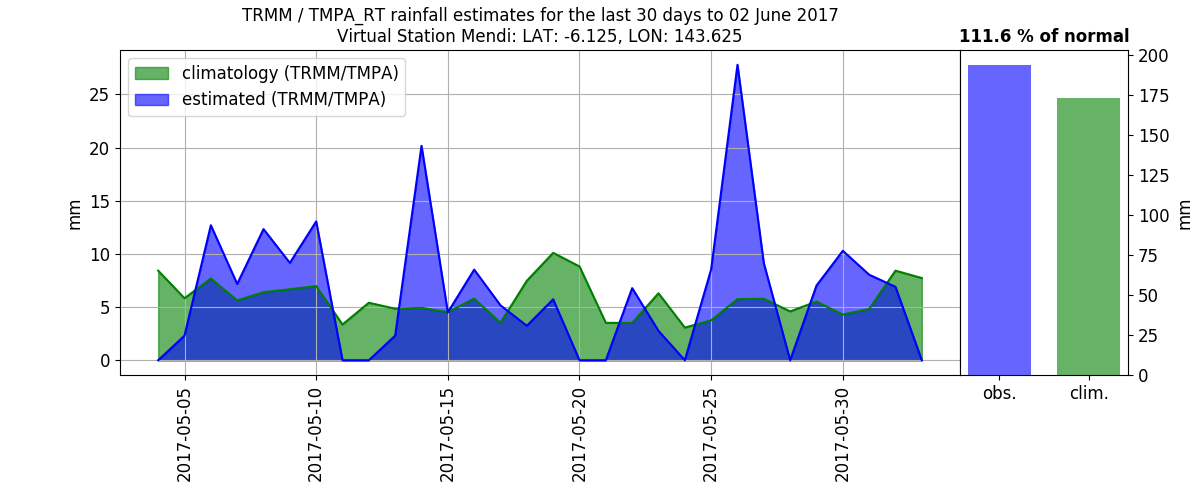 TRMM / TMPA_RT rainfall estimates for the last 30 days to 02 June 2017
Virtual Station Mendi: LAT: -6.125, LON: 143.625
111.6 % of normal
climatology (TRMM/TMPA)
estimated (TRMM/TMPA)
mm
25
20
15
10
5
0
2017-05-05
2017-05-10
2017-05-15
2017-05-20
2017-05-25
2017-05-30
200
175
150
125
100
75
50
25
0
mm
obs.
clim.